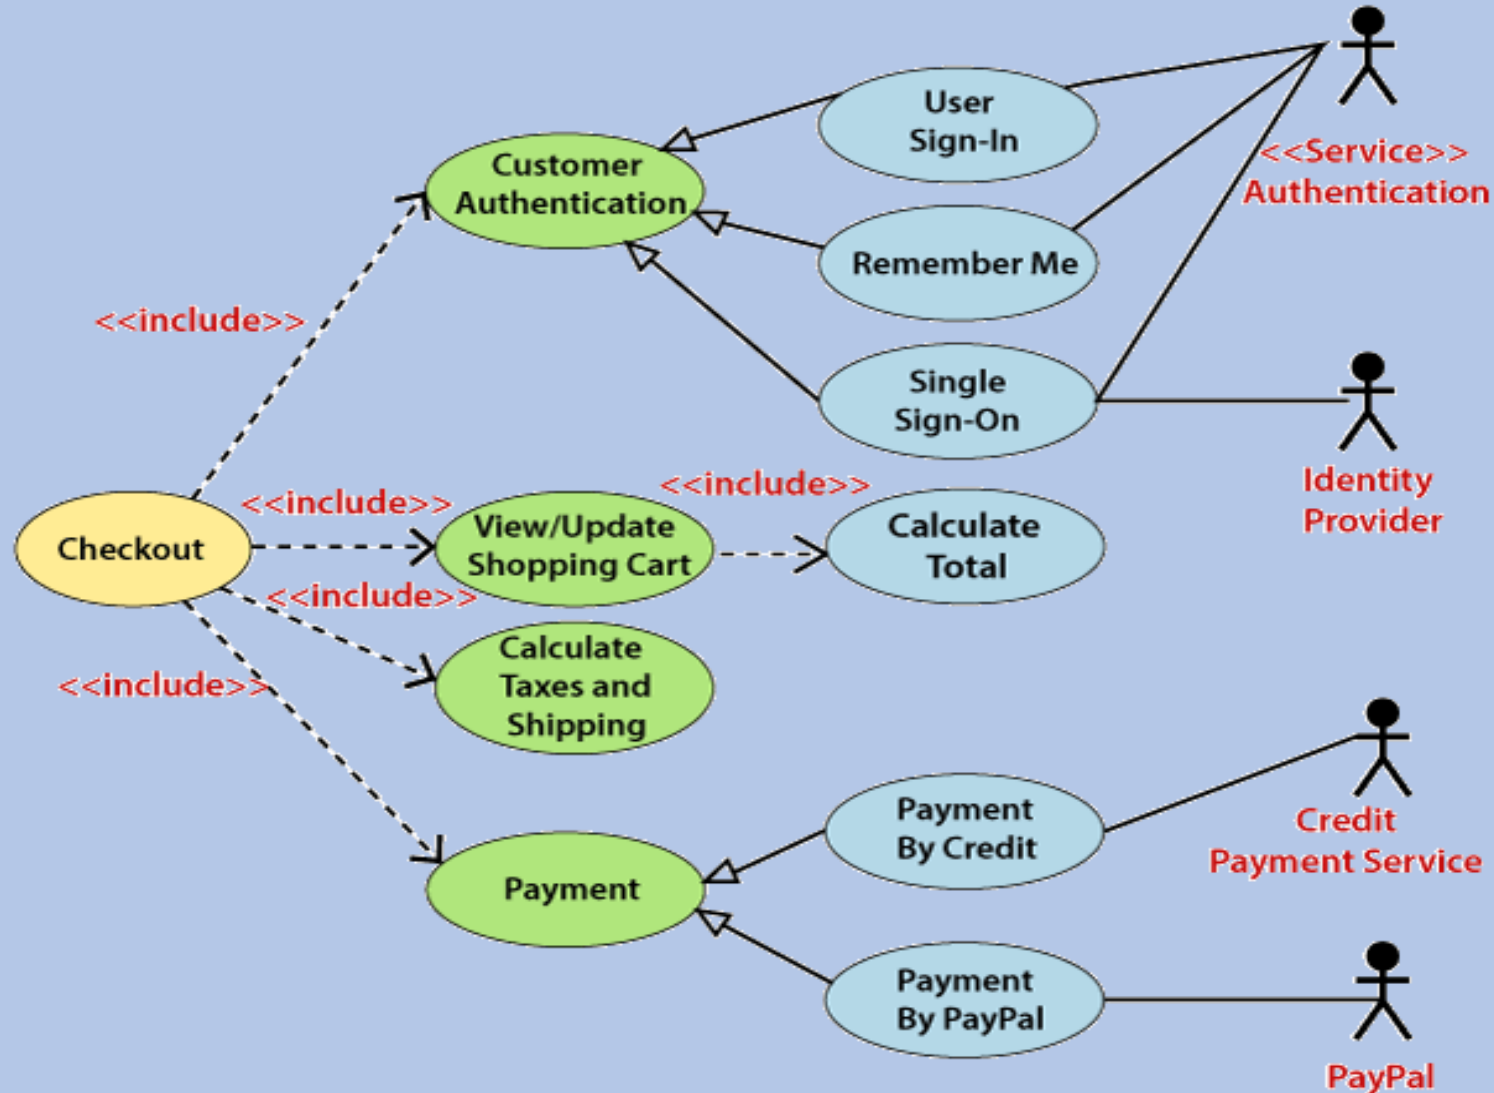 User
Sign-In
<<Service>>
Authentication
Customer
Authentication
Remember Me
<<include>>
Single
Sign-On
Identity
Provider
<<include>>
<<include>>
Checkout
View/Update
Shopping Cart
Calculate
Total
<<include>>
Calculate
Taxes and
Shipping
<<include>>
Payment
By Credit
Credit
Payment Service
Payment
Payment
By PayPal
PayPal